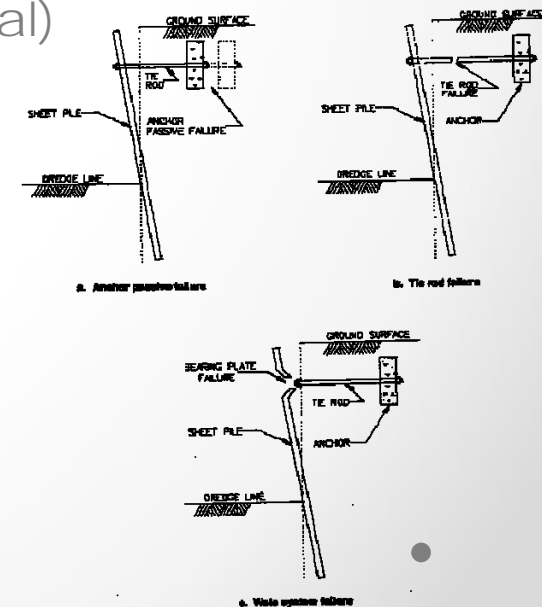 al)
GROUND SURFACE
TIE
ROD
SHEET PILE
ANCHOR
PASSIVE FAILURE
DREDGE LINE
a. Anchor passive failure
GROUND SURFACE
TIE ROD
FAILURE
SHEET PILE
ANCHOR
DREDGE LINE
b. Tie rod failure
GROUND SURFACE
BEARING PLATE
FAILURE
TIE ROD
SHEET PILE
ANCHOR
DREDGE LINE
c. Wale system failure